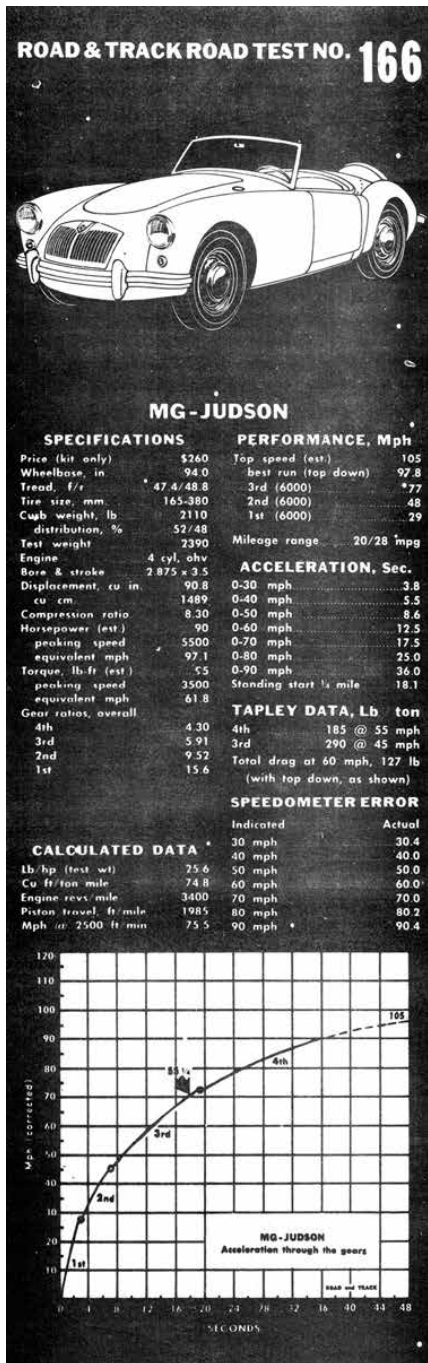 ROAD & TRACK ROAD TEST NO. 166
MG-JUDSON
SPECIFICATIONS
Price (kit only) $260
Wheelbase, in. 94.0
Tread, f/r 47.4/48.8
Tire size, mm. 165-380
Curb weight, lb 2110
distribution, % 52/48
Test weight 2390
Engine 4 cyl, ohv
Bore & stroke 2.875 x 3.5
Displacement, cu in. 90.8
cu cm. 1489
Compression ratio 8.30
Horsepower (est.) 90
peaking speed 5500
equivalent mph 97.1
Torque, lb-ft (est.)
peaking speed 3500
equivalent mph 61.8
Gear ratios, overall
4th 4.30
3rd 5.91
2nd 9.52
1st 15.6
CALCULATED DATA
Lb/hp (test wt) 25.6
Cu ft/ton mile 74.8
Engine revs/mile 3400
Piston travel, ft/mile 1985
Mph @ 2500 ft/min 75.5
PERFORMANCE, Mph
Top speed (est.) 105
best run (top down) 97.8
3rd (6000) 77
2nd (6000) 48
1st (6000) 29
Mileage range 20/28 mpg
ACCELERATION, Sec.
0-30 mph 3.8
0-40 mph 5.5
0-50 mph 8.6
0-60 mph 12.5
0-70 mph 17.5
0-80 mph 25.0
0-90 mph 36.0
Standing start ¼ mile 18.1
TAPLEY DATA, Lb ton
4th 185 @ 55 mph
3rd 290 @ 45 mph
Total drag at 60 mph, 127 lb
(with top down, as shown)
SPEEDOMETER ERROR
Indicated Actual
30 mph 30.4
40 mph 40.0
50 mph 50.0
60 mph 60.0
70 mph 70.0
80 mph 80.2
90 mph 90.4
120
110
100
90
80
70
60
50
40
30
20
10
Mph (corrected)
105
4th
SS ¼
3rd
2nd
1st
MG-JUDSON
Acceleration through the gears
ROAD and TRACK
0 4 8 12 16 20 24 28 32 36 40 44 48
SECONDS